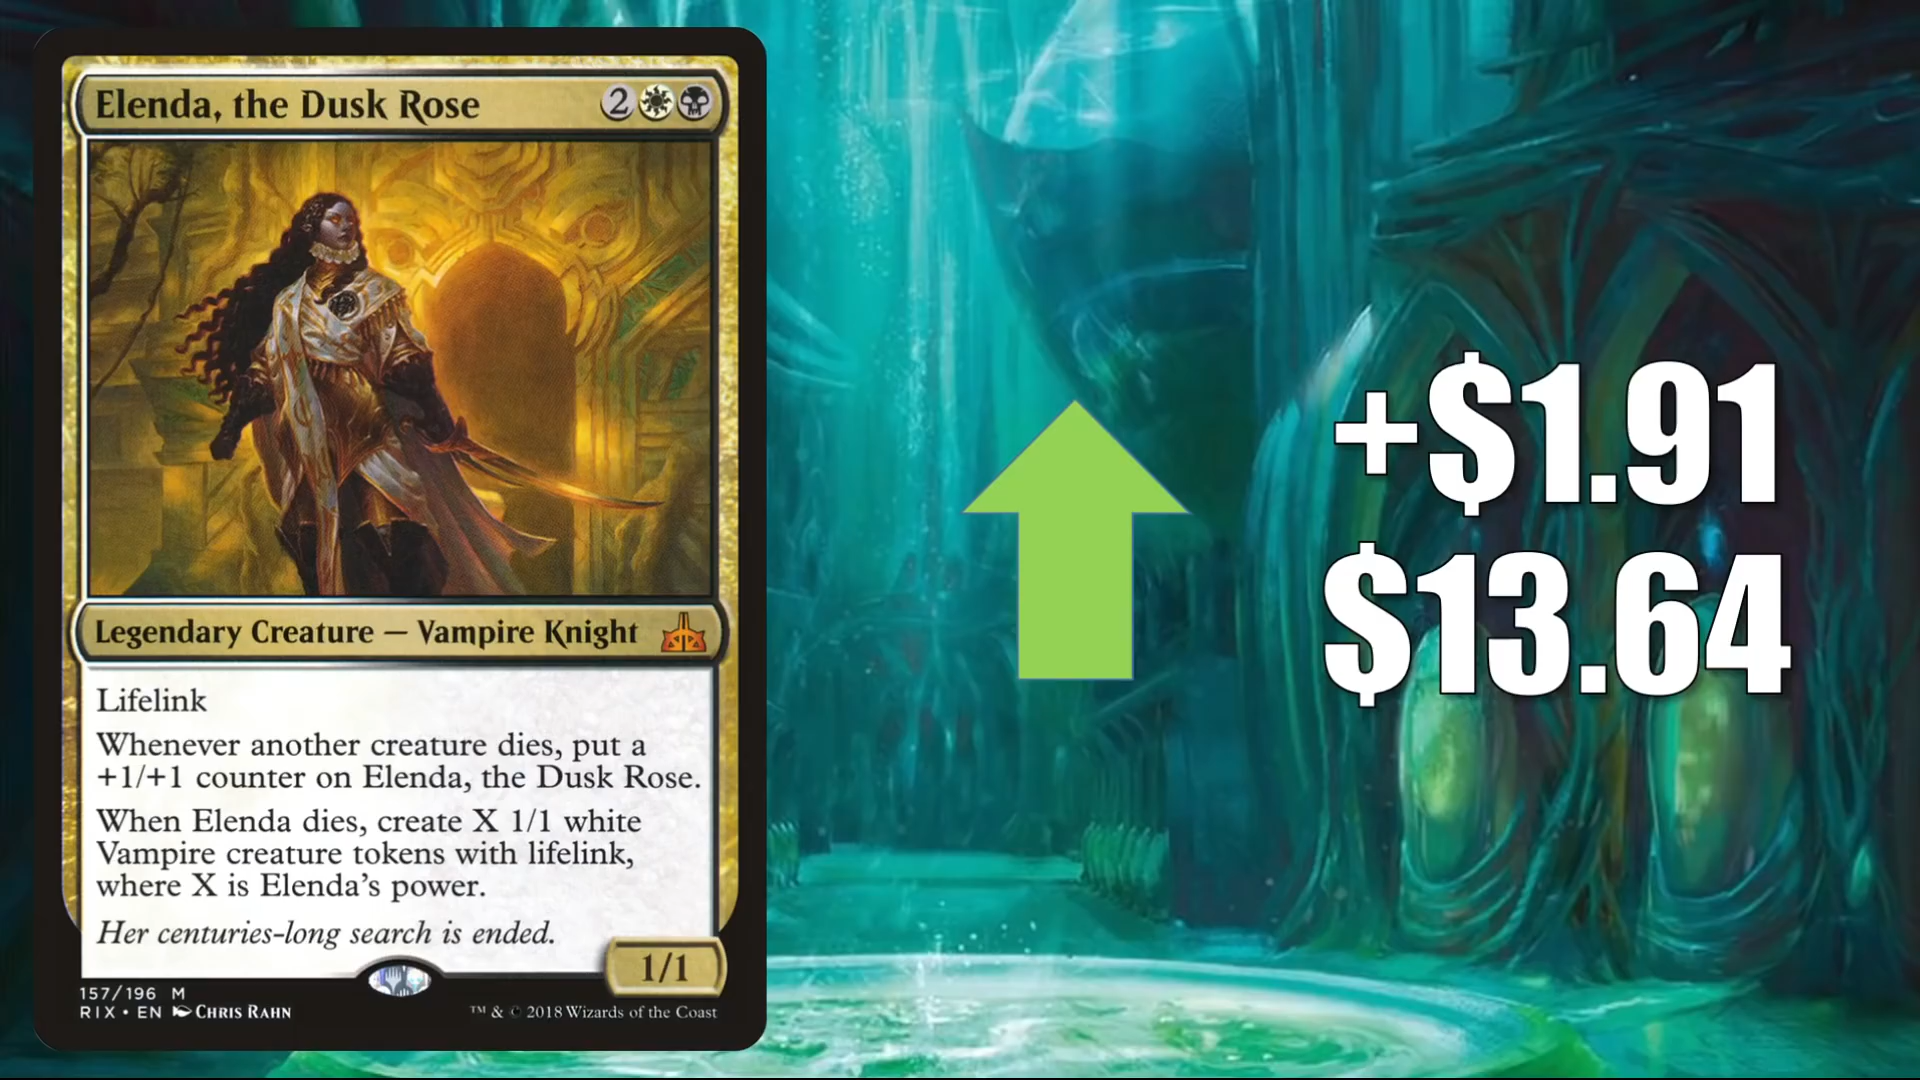 Elenda, the Dusk Rose
2
Legendary Creature — Vampire Knight
Lifelink
Whenever another creature dies, put a
+1/+1 counter on Elenda, the Dusk Rose.
When Elenda dies, create X 1/1 white
Vampire creature tokens with lifelink,
where X is Elenda's power.
Her centuries-long search is ended.
1/1
157/196 M
RIX • EN CHRIS RAHN
™ & © 2018 Wizards of the Coast
+$1.91
$13.64